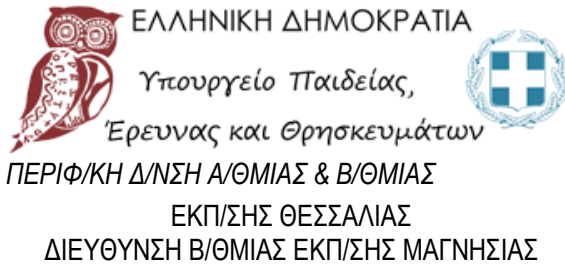 ΕΛΛΗΝΙΚΗ ΔΗΜΟΚΡΑΤΙΑ
Υπουργείο Παιδείας,
Έρευνας και Θρησκευμάτων
ΠΕΡΙΦ/ΚΗ Δ/ΝΣΗ Α/ΘΜΙΑΣ & Β/ΘΜΙΑΣ
ΕΚΠ/ΣΗΣ ΘΕΣΣΑΛΙΑΣ
ΔΙΕΥΘΥΝΣΗ Β/ΘΜΙΑΣ ΕΚΠ/ΣΗΣ ΜΑΓΝΗΣΙΑΣ